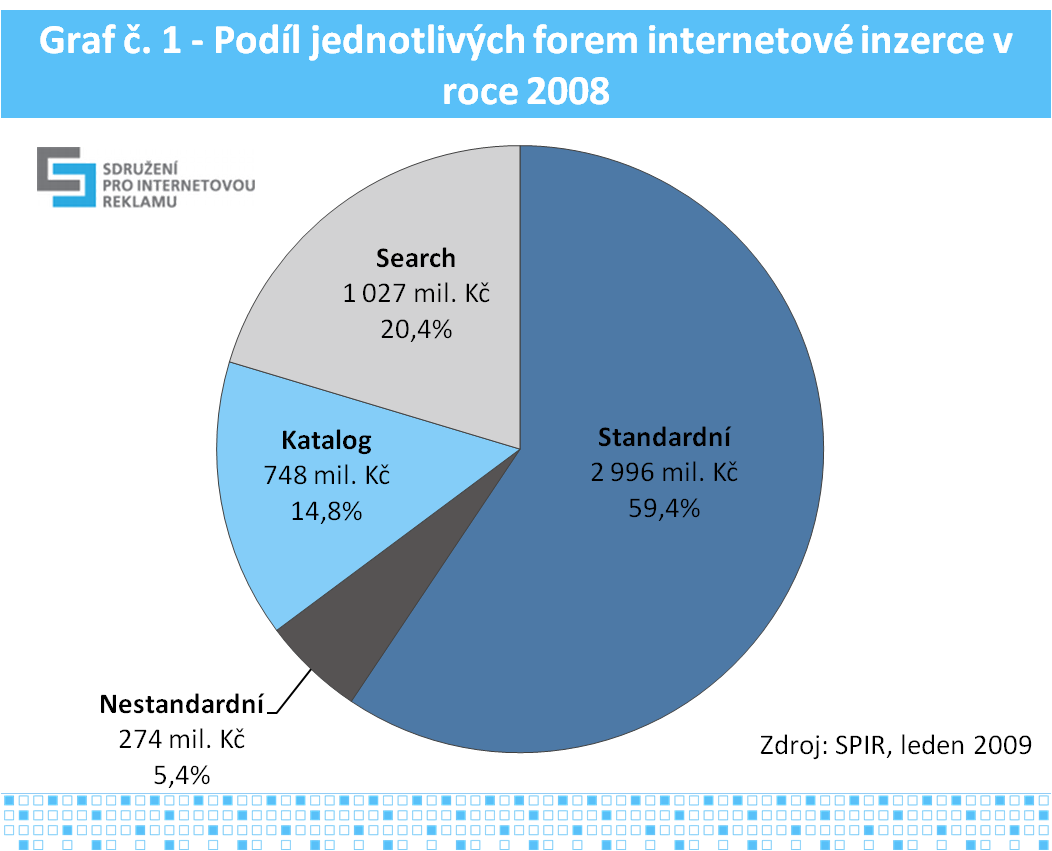 Graf č. 1 - Podíl jednotlivých forem internetové inzerce v
roce 2008
SDRUŽENÍ
PRO INTERNETOVOU
REKLAMU
Search
1 027 mil. Kč
20,4%
Katalog
748 mil. Kč
14,8%
Standardní
2 996 mil. Kč
59,4%
Nestandardní
274 mil. Kč
5,4%
Zdroj: SPIR, leden 2009